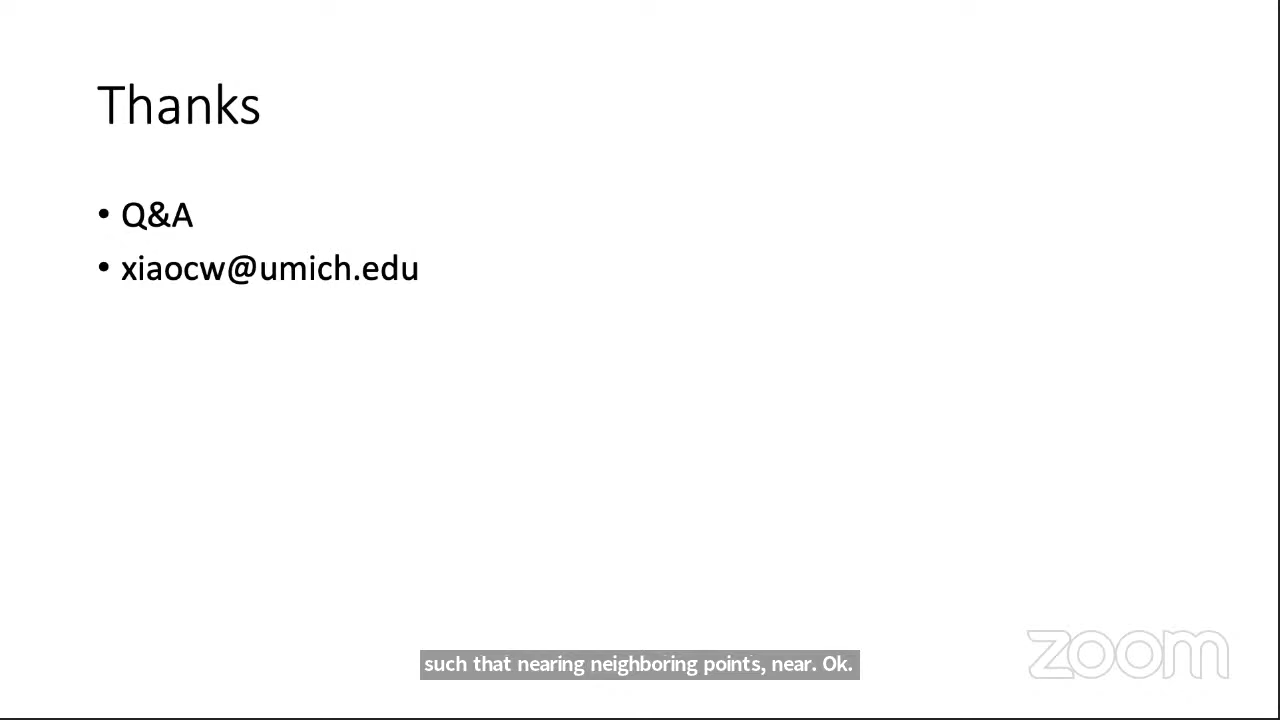 Thanks
• Q&A
• xiaocw@umich.edu
such that nearing neighboring points, near. Ok.
zoom